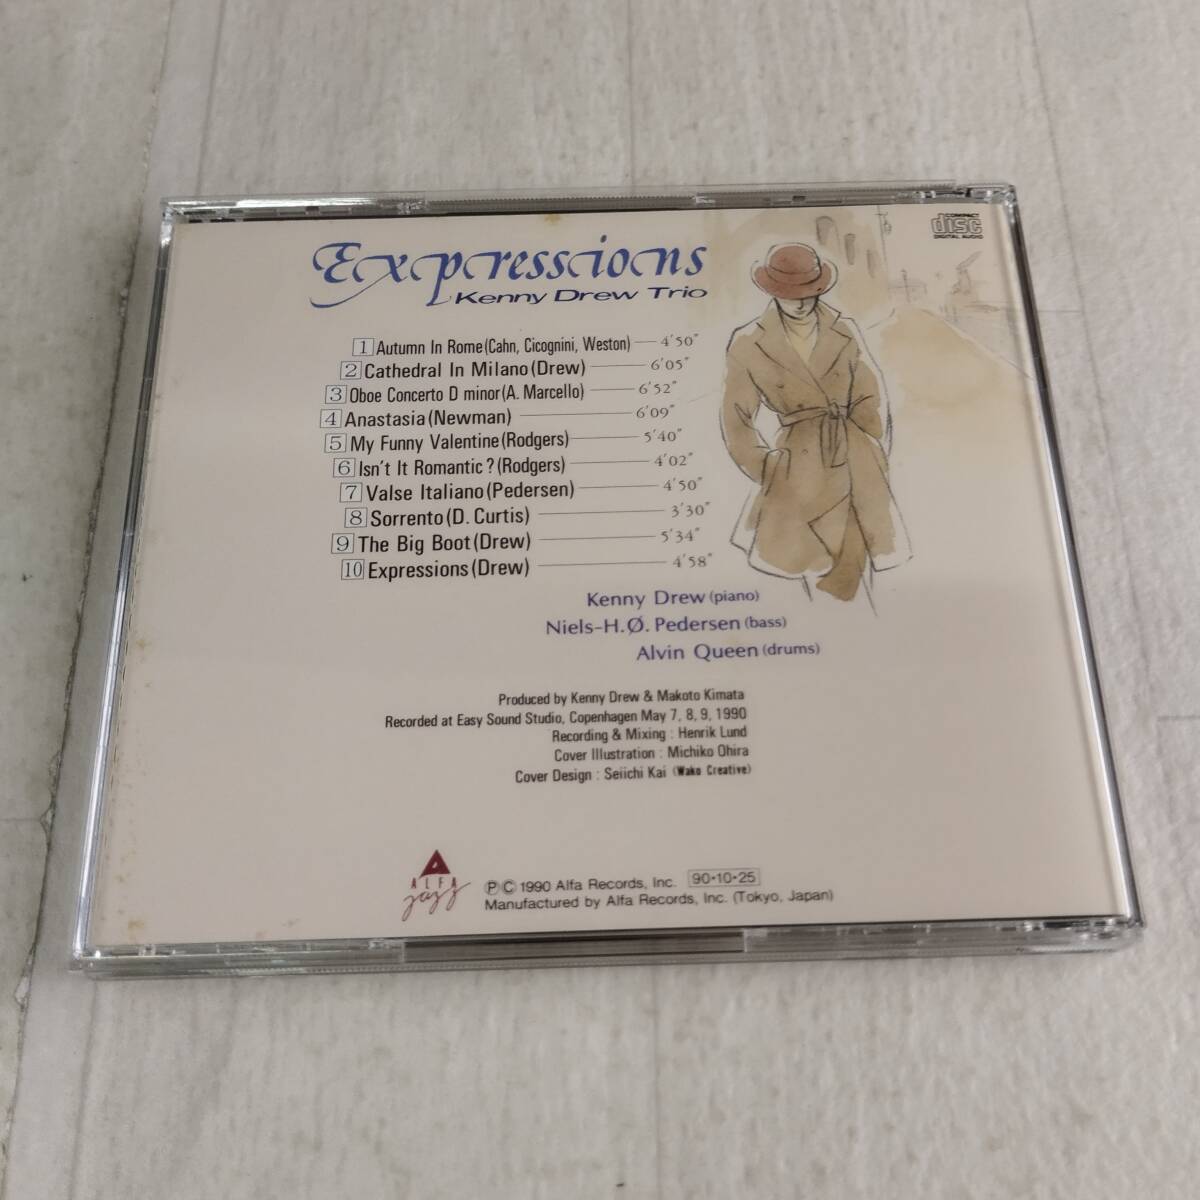 COMPACT
disc
DIGITAL AUDIO
Expressions
Kenny Drew Trio
1 Autumn In Rome (Cahn, Cicognini, Weston) 4'50"
2 Cathedral In Milano (Drew) 6'05"
3 Oboe Concerto D minor (A. Marcello) 6'52"
4 Anastasia (Newman) 6'09"
5 My Funny Valentine (Rodgers) 5'40"
6 Isn't It Romantic? (Rodgers) 4'02"
7 Valse Italiano (Pedersen) 4'50"
8 Sorrento (D. Curtis) 3'30"
9 The Big Boot (Drew) 5'34"
10 Expressions (Drew) 4'58"
Kenny Drew (piano)
Niels-H.Ø. Pedersen (bass)
Alvin Queen (drums)
Produced by Kenny Drew & Makoto Kimata
Recorded at Easy Sound Studio, Copenhagen May 7, 8, 9, 1990
Recording & Mixing : Henrik Lund
Cover Illustration : Michiko Ohira
Cover Design : Seiichi Kai (Wako Creative)
ALFA
jazz
Ⓟ© 1990 Alfa Records, Inc. 90・10・25
Manufactured by Alfa Records, Inc. (Tokyo, Japan)